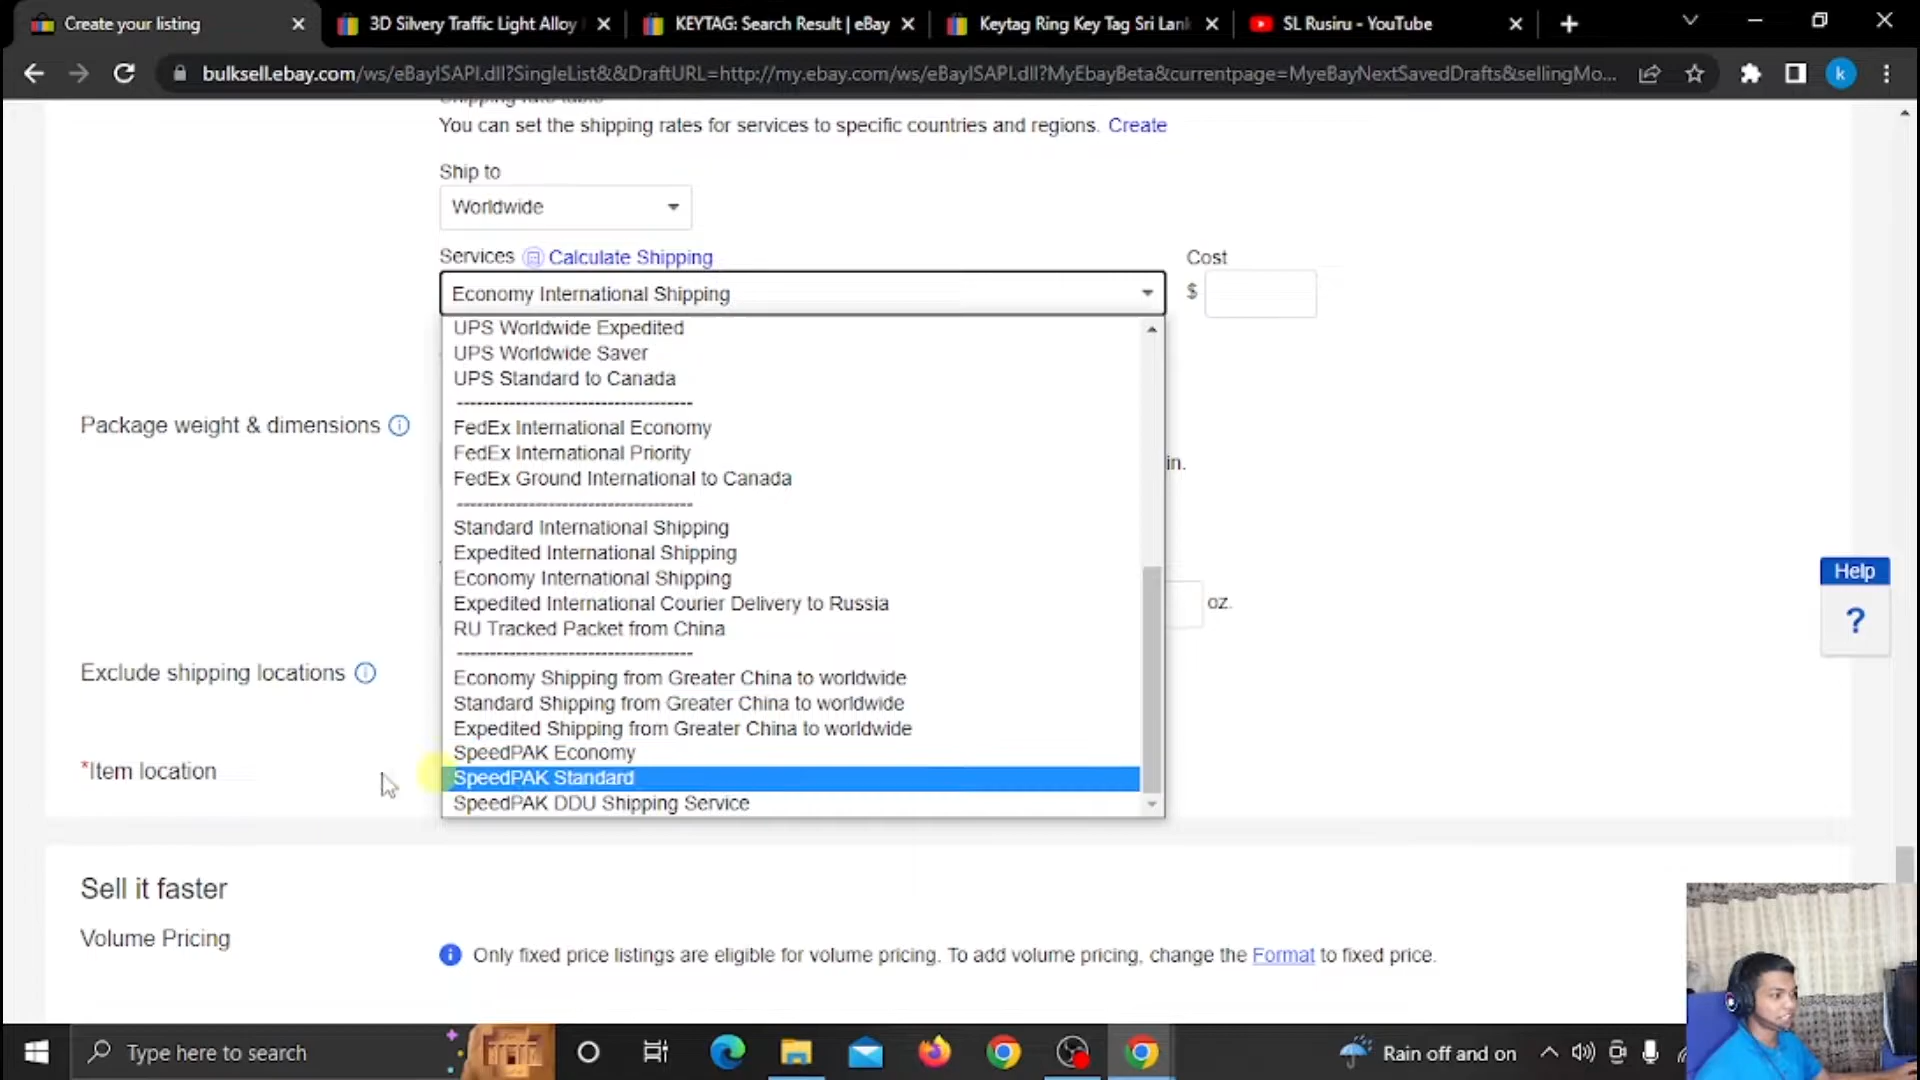 Create your listing
3D Silvery Traffic Light Alloy
KEYTAG: Search Result | eBay
Keytag Ring Key Tag Sri Lank
SL Rusiru - YouTube
bulksell.ebay.com/ws/eBayISAPI.dll?SingleList&&DraftURL=http://my.ebay.com/ws/eBayISAPI.dll?MyEbayBeta&currentpage=MyeBayNextSavedDrafts&sellingMo...
k
Shipping rate table
You can set the shipping rates for services to specific countries and regions. Create
Ship to
Worldwide
Services Calculate Shipping
Cost
Economy International Shipping
$
UPS Worldwide Expedited
UPS Worldwide Saver
UPS Standard to Canada
------------------------------------
Package weight & dimensions
FedEx International Economy
FedEx International Priority
in.
FedEx Ground International to Canada
------------------------------------
Standard International Shipping
Expedited International Shipping
Economy International Shipping
Expedited International Courier Delivery to Russia
oz.
RU Tracked Packet from China
------------------------------------
Help
?
Exclude shipping locations
Economy Shipping from Greater China to worldwide
Standard Shipping from Greater China to worldwide
Expedited Shipping from Greater China to worldwide
SpeedPAK Economy
*Item location
SpeedPAK Standard
SpeedPAK DDU Shipping Service
Sell it faster
Volume Pricing
Only fixed price listings are eligible for volume pricing. To add volume pricing, change the Format to fixed price.
Type here to search
Rain off and on